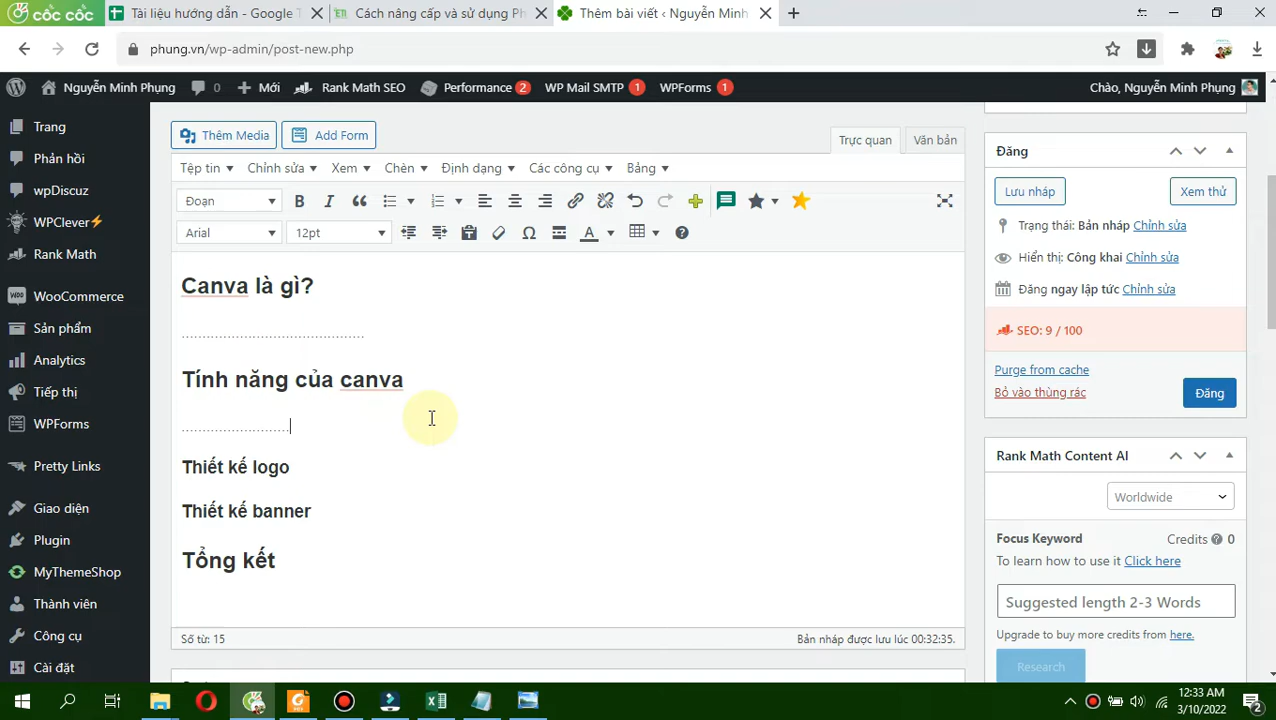 cốc cốc
Tài liệu hướng dẫn - Google T
Cách nâng cấp và sử dụng Ph
Thêm bài viết ‹ Nguyễn Minh
phung.vn/wp-admin/post-new.php
Nguyễn Minh Phụng
0
Mới
Rank Math SEO
Performance 2
WP Mail SMTP 1
WPForms 1
Chào, Nguyễn Minh Phụng
Trang
Phản hồi
wpDiscuz
WPClever⚡
Rank Math
WooCommerce
Sản phẩm
Analytics
Tiếp thị
WPForms
Pretty Links
Giao diện
Plugin
MyThemeShop
Thành viên
Công cụ
Cài đặt
Thêm Media
Add Form
Trực quan
Văn bản
Tệp tin
Chỉnh sửa
Xem
Chèn
Định dạng
Các công cụ
Bảng
Đoạn
B
I
Arial
12pt
Canva là gì?
Tính năng của canva
Thiết kế logo
Thiết kế banner
Tổng kết
Số từ: 15
Bản nháp được lưu lúc 00:32:35.
Đăng
Lưu nháp
Xem thử
Trạng thái: Bản nháp Chỉnh sửa
Hiển thị: Công khai Chỉnh sửa
Đăng ngay lập tức Chỉnh sửa
SEO: 9 / 100
Purge from cache
Bỏ vào thùng rác
Đăng
Rank Math Content AI
Worldwide
Focus Keyword
Credits 0
To learn how to use it Click here
Suggested length 2-3 Words
Upgrade to buy more credits from here.
Research
12:33 AM
3/10/2022
2